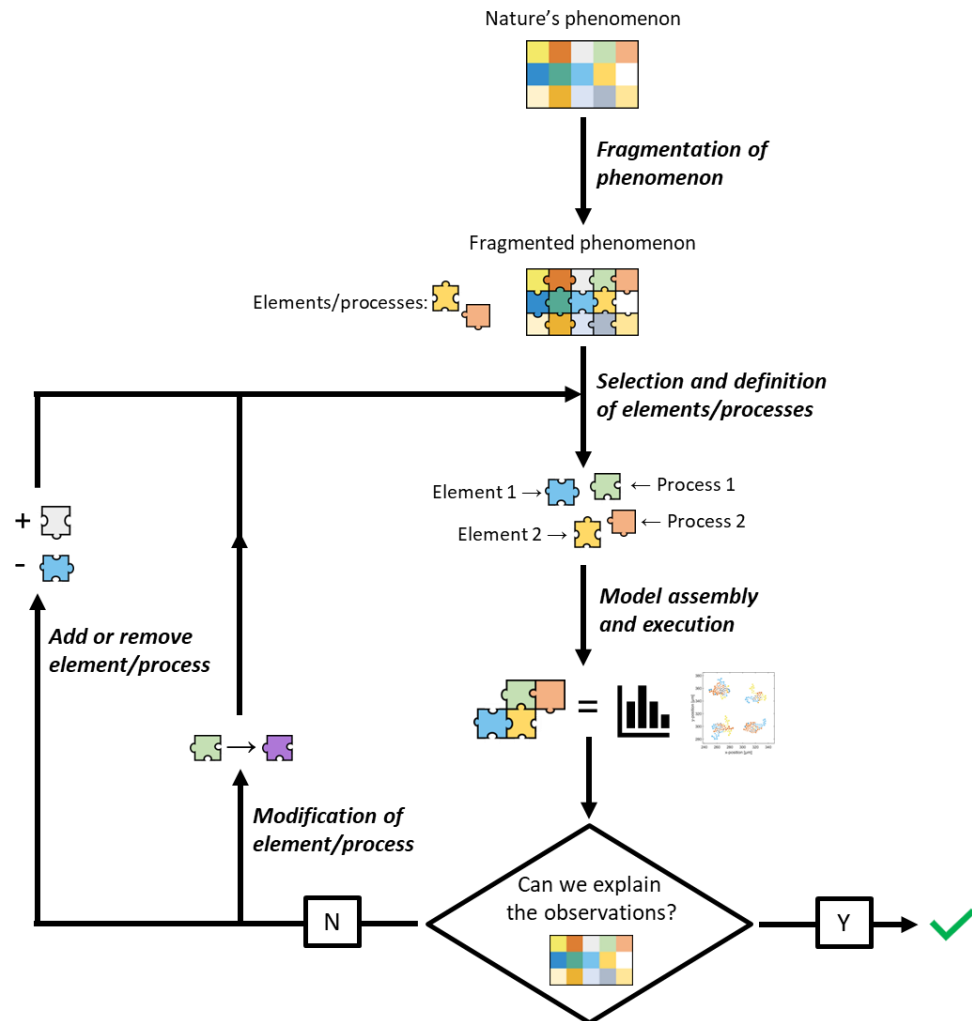 Nature's phenomenon
Fragmentation of
phenomenon
Fragmented phenomenon
Elements/processes:
Selection and definition
of elements/processes
Element 1 →
← Process 1
Element 2 →
← Process 2
+
-
Model assembly
and execution
Add or remove
element/process
=
→
Modification of
element/process
Can we explain
the observations?
N
Y